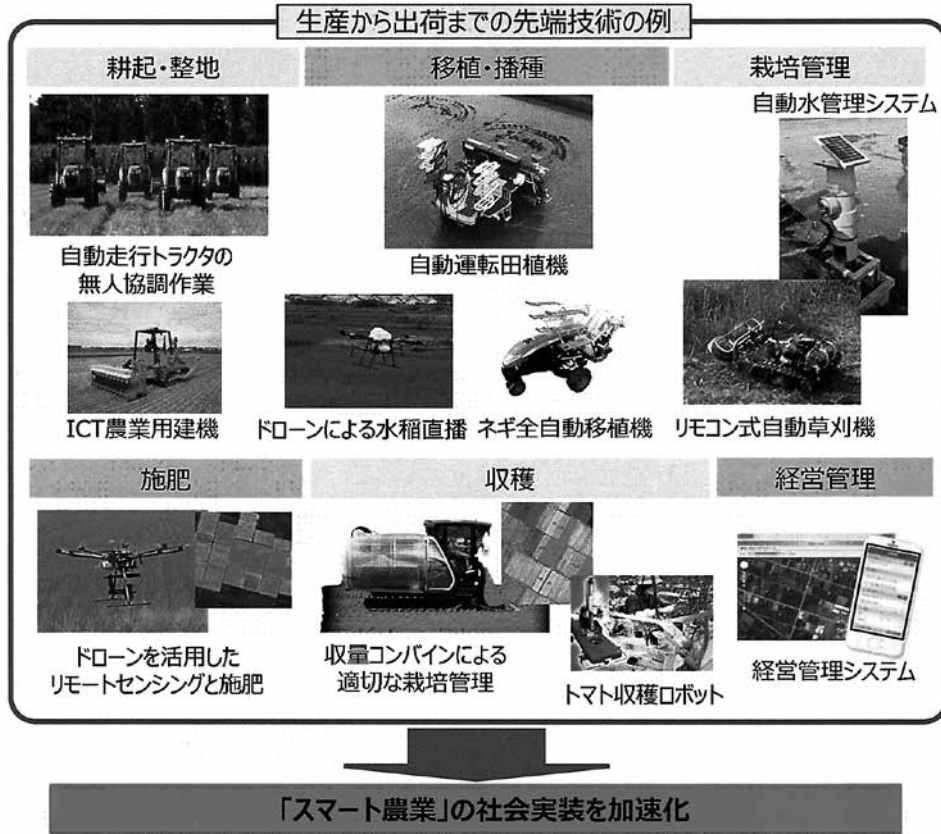 生産から出荷までの先端技術の例
耕起・整地
移植・播種
栽培管理
自動走行トラクタの
無人協調作業
ICT農業用建機
自動運転田植機
ドローンによる水稲直播
ネギ全自動移植機
自動水管理システム
リモコン式自動草刈機
施肥
収穫
経営管理
ドローンを活用した
リモートセンシングと施肥
収量コンバインによる
適切な栽培管理
トマト収穫ロボット
経営管理システム
「スマート農業」の社会実装を加速化